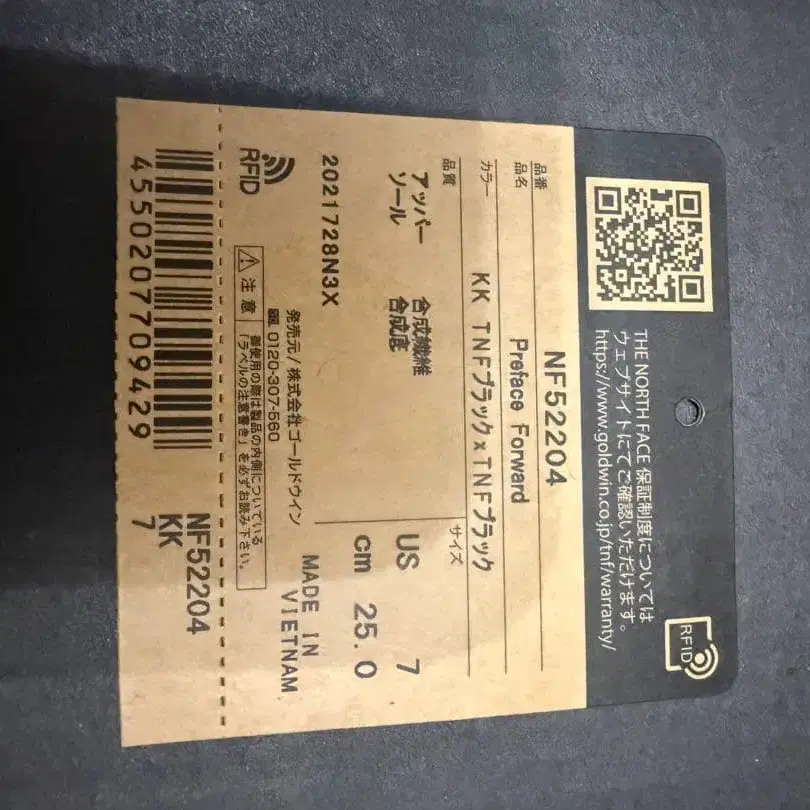 THE NORTH FACE 保証制度については
ウェブサイトにてご確認いただけます。
https://www.goldwin.co.jp/tnf/warranty/
RFID
品番 NF52204
品名 Preface Forward
カラー KK TNFブラック×TNFブラック
品質 サイズ
アッパー 合成繊維 US 7
ソール 合成底 cm 25.0
2021728N3X
MADE IN
VIETNAM
発売元/株式会社ゴールドウイン
0120-307-560
RFID
注意
御使用の際は製品の内側についている
「ラベルの注意書き」を必ずお読み下さい。
NF52204
KK
7
4550207709429